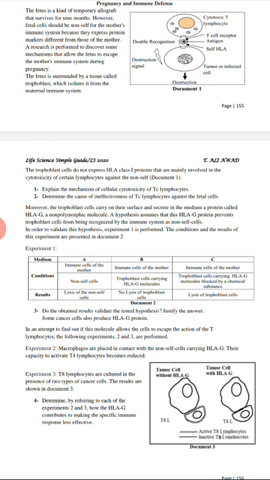 Pregnancy and Immune Defense
The fetus is a kind of temporary allograft
that survives for nine months. However,
fetal cells should be non-self for the mother's
immune system because they express protein
markers different from those of the mother.
A research is performed to discover some
mechanisms that allow the fetus to escape
the mother's immune system during
pregnancy.
The fetus is surrounded by a tissue called
trophoblast, which isolates it from the
maternal immune system.
Cytotoxic T
lymphocyte
T cell receptor
Double Recognition
Antigen
Self HLA
Destruction
signal
Tumor or infected
cell
Destruction
Document 1
Page | 155
Life Science Simple Guide/LS 2020
T. ALI AWAD
The trophoblast cells do not express HLA class I proteins that are mainly involved in the
cytotoxicity of certain lymphocytes against the non-self (Document 1).
1- Explain the mechanism of cellular cytotoxicity of Tc lymphocytes.
2- Determine the cause of ineffectiveness of Tc lymphocytes against the fetal cells.
Moreover, the trophoblast cells carry on their surface and secrete in the medium a protein called
HLA-G, a nonpolymorphic molecule. A hypothesis assumes that this HLA-G protein prevents
trophoblast cells from being recognized by the immune system as non-self-cells.
In order to validate this hypothesis, experiment 1 is performed. The conditions and the results of
this experiment are presented in document 2
Experiment 1:
Medium A B C
Conditions
Immune cells of the mother
Immune cells of the mother
Immune cells of the mother
Non-self cells
Trophoblast cells carrying HLA-G molecules
Trophoblast cells carrying HLA-G molecules blocked by a chemical substance
Results
Lysis of the non-self cells
No Lysis of trophoblast cells
Lysis of trophoblast cells
Document 2
3- Do the obtained results validate the tested hypothesis? Justify the answer.
Some cancer cells also produce HLA-G protein.
In an attempt to find out if this molecule allows the cells to escape the action of the T
lymphocytes, the following experiments, 2 and 3, are performed.
Experiment 2: Macrophages are placed in contact with the non-self-cells carrying HLA-G. Their
capacity to activate T4 lymphocytes becomes reduced.
Experiment 3: T8 lymphocytes are cultured in the
presence of two types of cancer cells. The results are
shown in document 3.
4- Determine, by referring to each of the
experiments 2 and 3, how the HLA-G
contributes to making the specific immune
response less effective.
Tumor Cell
without HLA-G
Tumor Cell
with HLA-G
T8 L
T8 L
Active T8 Lymphocytes
Inactive T8 Lymphocytes
Document 3
Page | 156